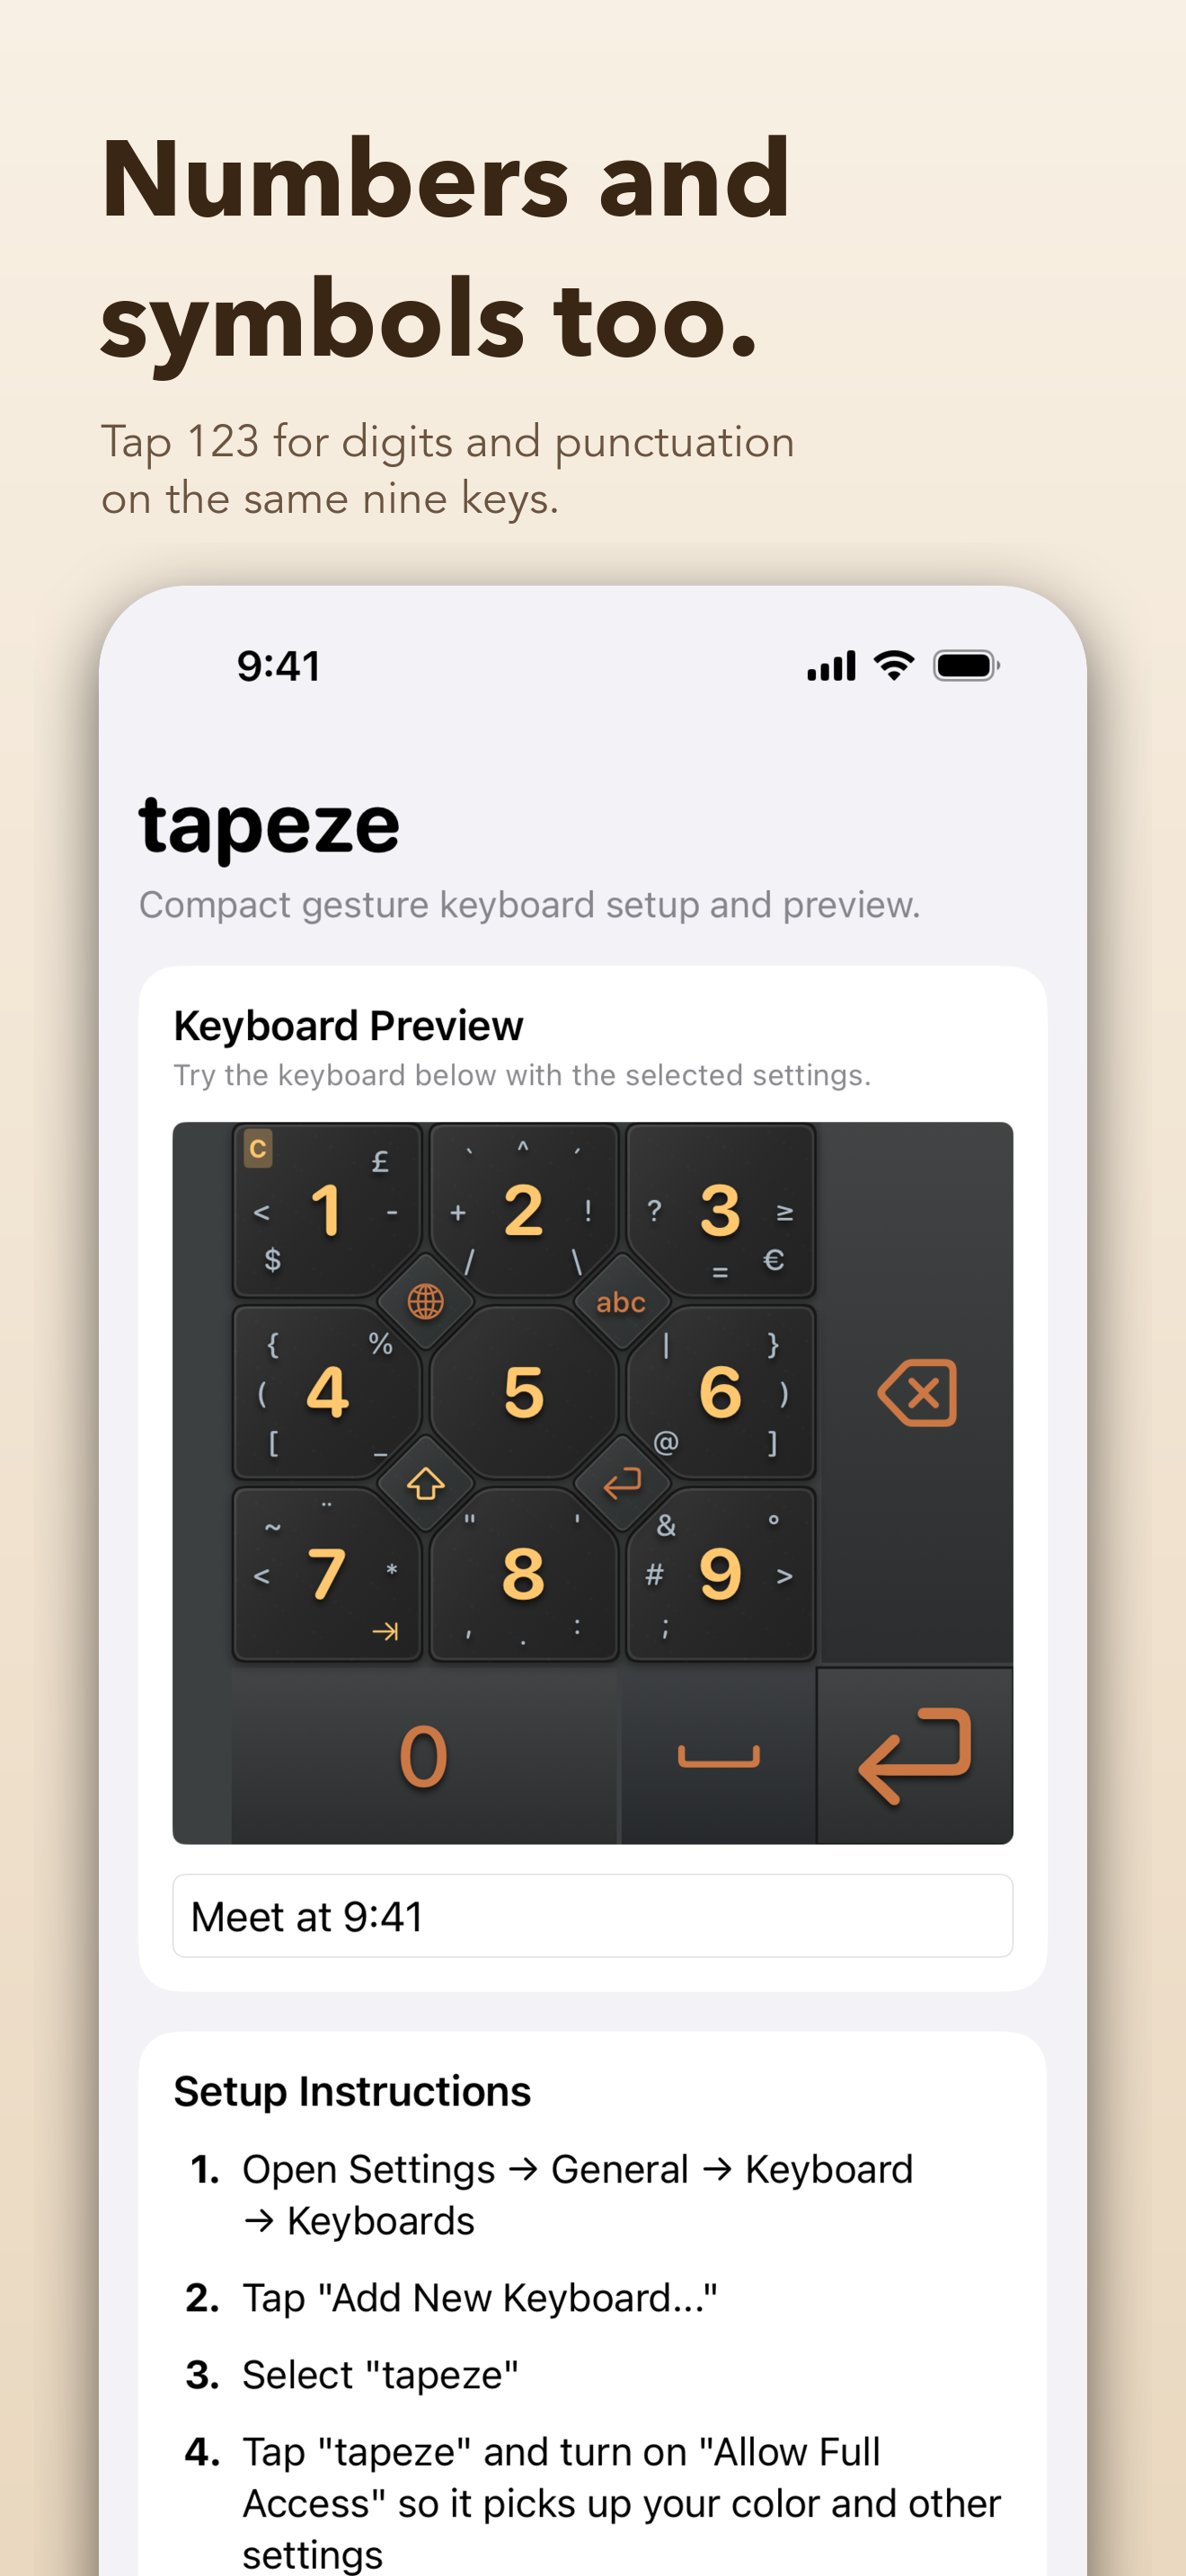 Numbers and
symbols too.
Tap 123 for digits and punctuation
on the same nine keys.
9:41
tapeze
Compact gesture keyboard setup and preview.
Keyboard Preview
Try the keyboard below with the selected settings.
C £ ` ^ ´
< 1 - + 2 ! ? 3 ≥
$ / \ = €
abc
{ % | }
( 4 5 6 )
[ _ @ ]
~ ¨ " ' & °
< 7 * 8 # 9 >
⇥ , . : ;
0
Meet at 9:41
Setup Instructions
1. Open Settings → General → Keyboard
→ Keyboards
2. Tap "Add New Keyboard..."
3. Select "tapeze"
4. Tap "tapeze" and turn on "Allow Full
Access" so it picks up your color and other
settings